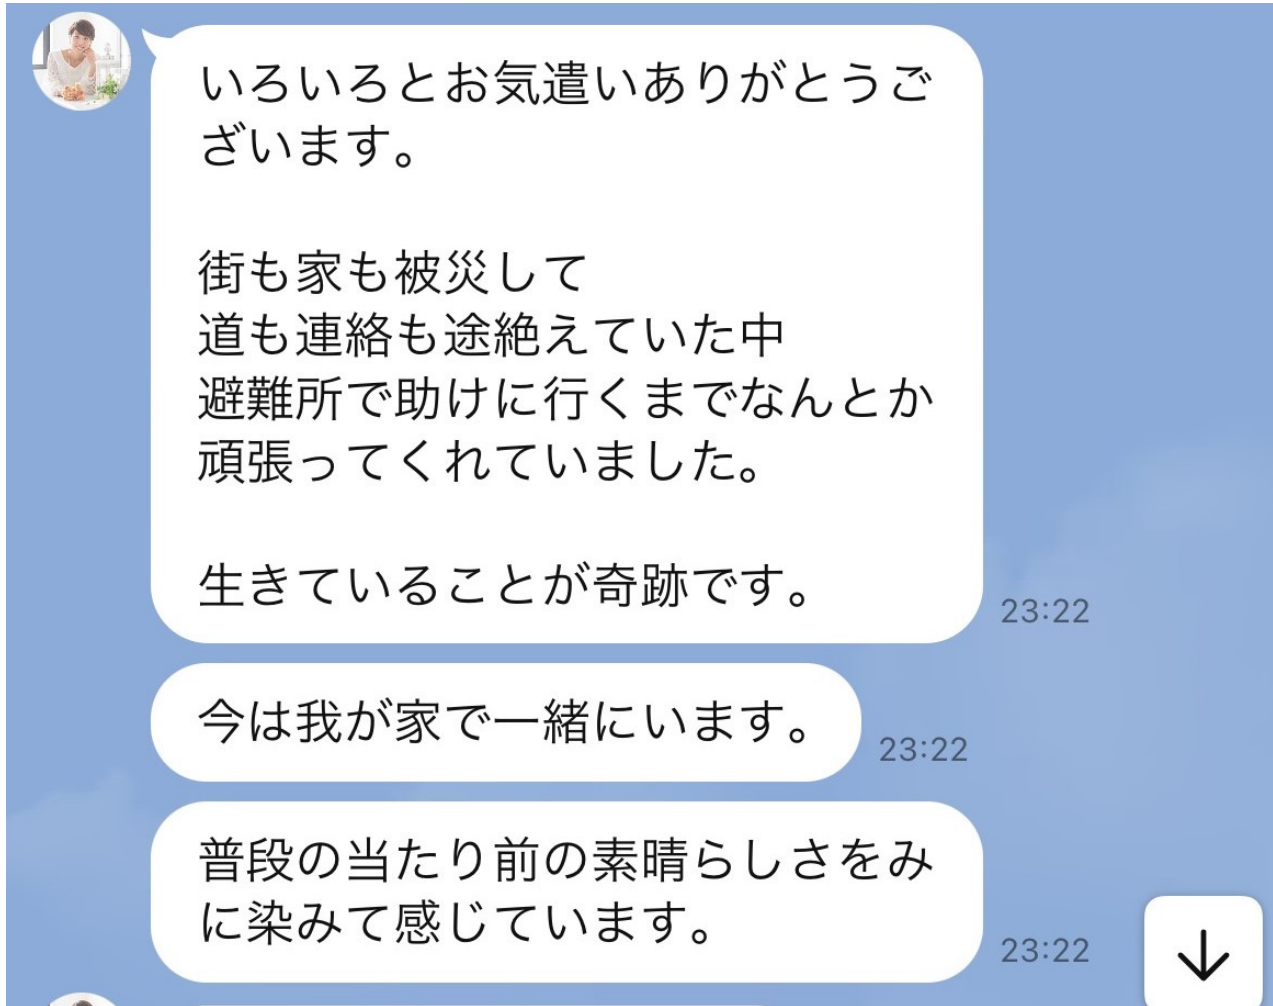 いろいろとお気遣いありがとうご
ざいます。
街も家も被災して
道も連絡も途絶えていた中
避難所で助けに行くまでなんとか
頑張ってくれていました。
生きていることが奇跡です。
23:22
今は我が家で一緒にいます。
23:22
普段の当たり前の素晴らしさをみ
に染みて感じています。
23:22